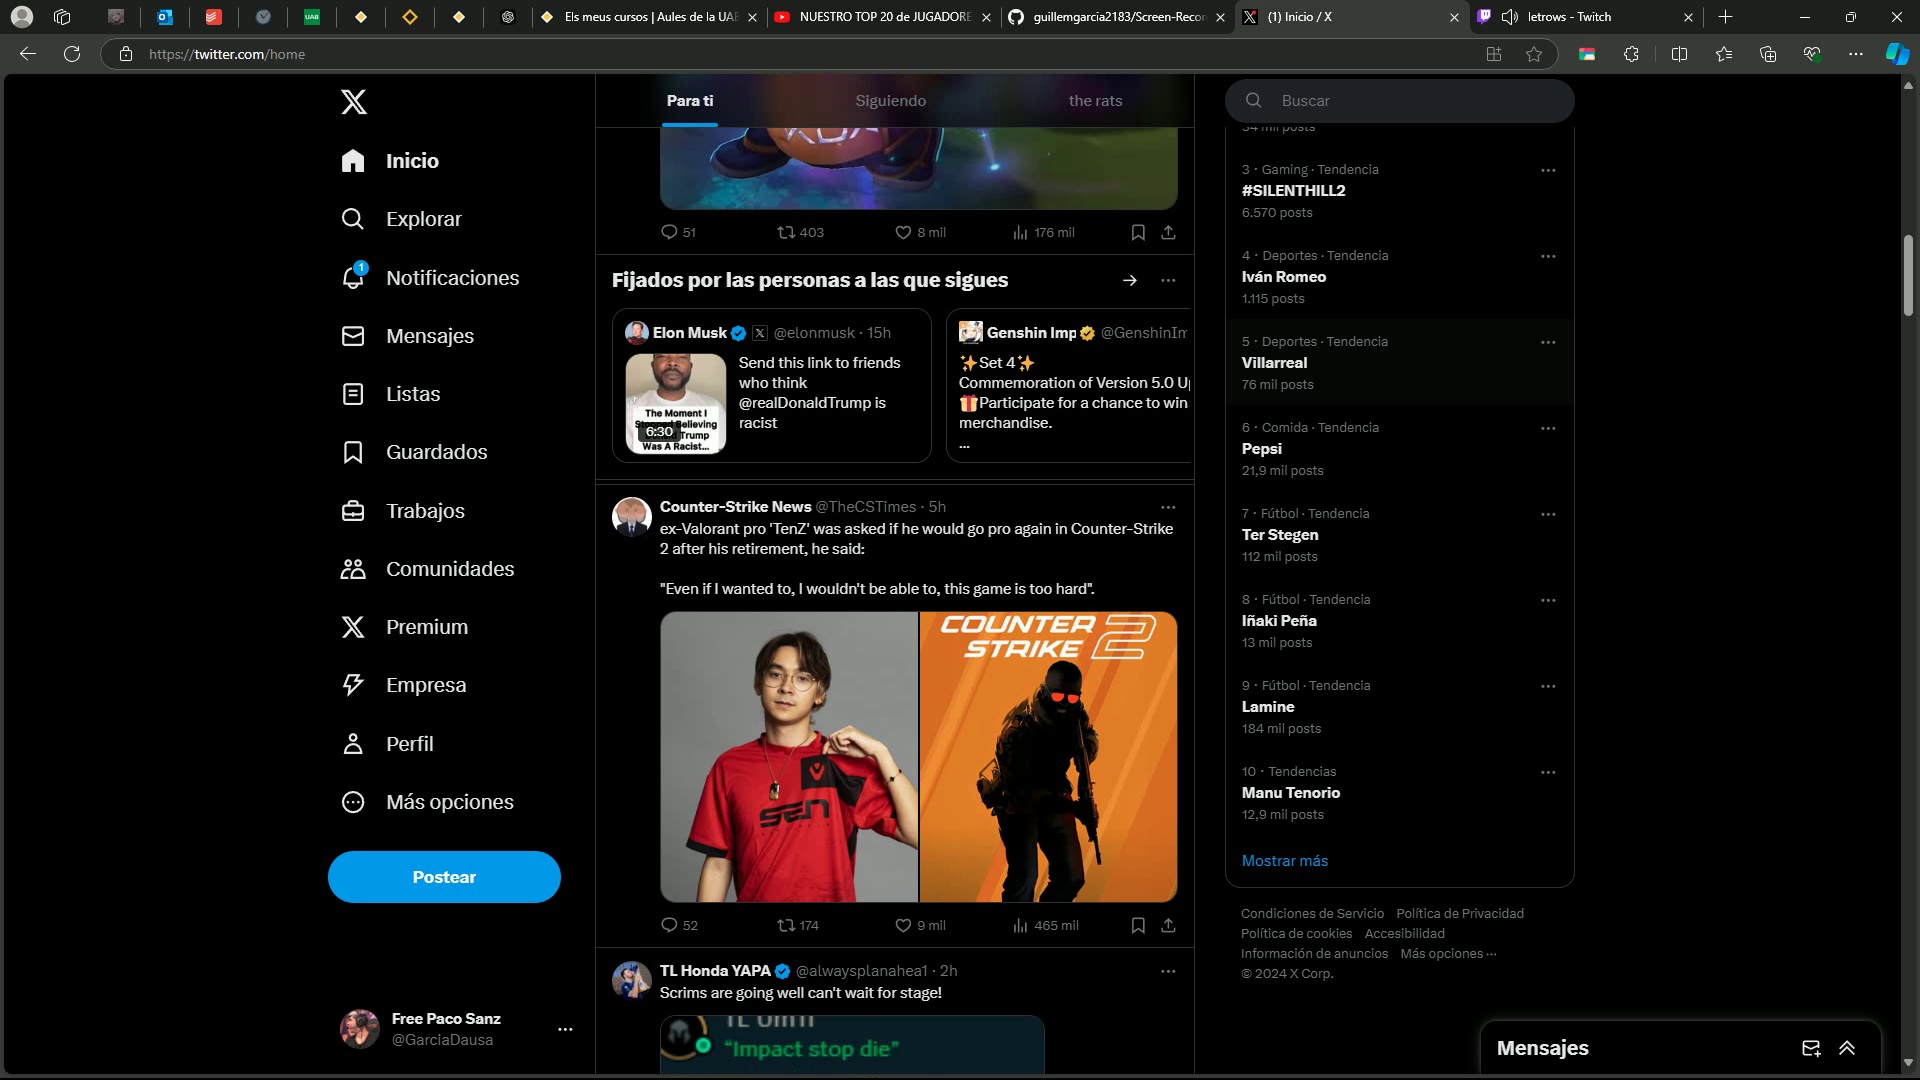 UAB
Els meus cursos | Aules de la UAB
NUESTRO TOP 20 de JUGADORE
guillemgarcia2183/Screen-Recor
(1) Inicio / X
letrows - Twitch
https://twitter.com/home
Inicio
Explorar
1
Notificaciones
Mensajes
Listas
Guardados
Trabajos
Comunidades
Premium
Empresa
Perfil
Más opciones
Postear
Free Paco Sanz
@GarciaDausa
Para ti
Siguiendo
the rats
51
403
8 mil
176 mil
Fijados por las personas a las que sigues
Elon Musk @elonmusk · 15h
Send this link to friends
who think
@realDonaldTrump is
racist
The Moment I
Believing
6:30 Trump
Was A Racist...
Genshin Imp @GenshinIm
✨Set 4✨
Commemoration of Version 5.0 U
🎁Participate for a chance to win
merchandise.
...
Counter-Strike News @TheCSTimes · 5h
ex-Valorant pro 'TenZ' was asked if he would go pro again in Counter-Strike
2 after his retirement, he said:
"Even if I wanted to, I wouldn't be able to, this game is too hard".
SEN
COUNTER
STRIKE 2
52
174
9 mil
465 mil
TL Honda YAPA @alwaysplanahea1 · 2h
Scrims are going well can't wait for stage!
"Impact stop die"
Buscar
54 mil posts
3 · Gaming · Tendencia
#SILENTHILL2
6.570 posts
4 · Deportes · Tendencia
Iván Romeo
1.115 posts
5 · Deportes · Tendencia
Villarreal
76 mil posts
6 · Comida · Tendencia
Pepsi
21,9 mil posts
7 · Fútbol · Tendencia
Ter Stegen
112 mil posts
8 · Fútbol · Tendencia
Iñaki Peña
13 mil posts
9 · Fútbol · Tendencia
Lamine
184 mil posts
10 · Tendencias
Manu Tenorio
12,9 mil posts
Mostrar más
Condiciones de Servicio Política de Privacidad
Política de cookies Accesibilidad
Información de anuncios Más opciones ···
© 2024 X Corp.
Mensajes